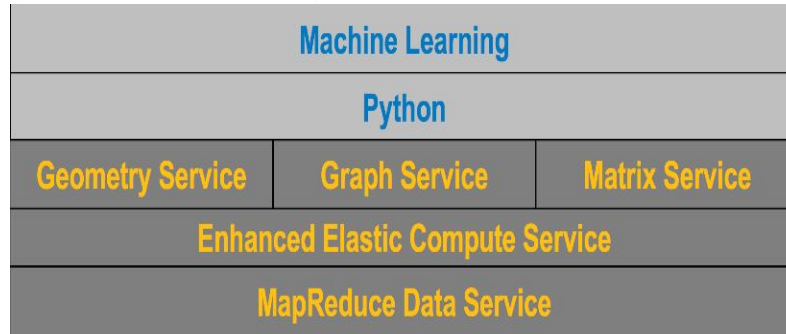 Machine Learning
Python
Geometry Service
Graph Service
Matrix Service
Enhanced Elastic Compute Service
MapReduce Data Service